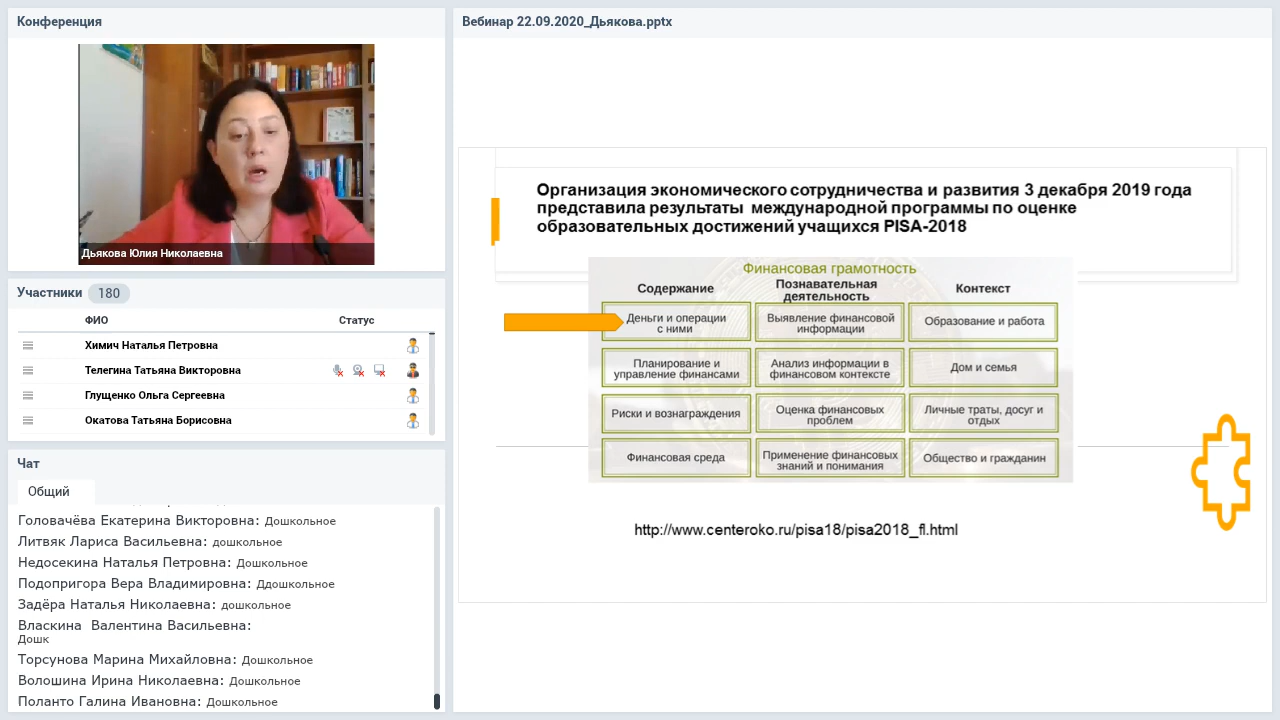 Конференция
Дьякова Юлия Николаевна
Участники 180
ФИО Статус
Химич Наталья Петровна
Телегина Татьяна Викторовна
Глущенко Ольга Сергеевна
Окатова Татьяна Борисовна
Чат
Общий
Головачёва Екатерина Викторовна: Дошкольное
Литвяк Лариса Васильевна: дошкольное
Недосекина Наталья Петровна: Дошкольное
Подопригора Вера Владимировна: Ддошкольное
Задёра Наталья Николаевна: дошкольное
Власкина Валентина Васильевна:
Дошк
Торсунова Марина Михайловна: Дошкольное
Волошина Ирина Николаевна: Дошкольное
Поланто Галина Ивановна: Дошкольное
Вебинар 22.09.2020_Дьякова.pptx
Организация экономического сотрудничества и развития 3 декабря 2019 года
представила результаты международной программы по оценке
образовательных достижений учащихся PISA-2018
Финансовая грамотность
Содержание
Познавательная
деятельность
Контекст
Деньги и операции
с ними
Выявление финансовой
информации
Образование и работа
Планирование и
управление финансами
Анализ информации в
финансовом контексте
Дом и семья
Риски и вознаграждения
Оценка финансовых
проблем
Личные траты, досуг и
отдых
Финансовая среда
Применение финансовых
знаний и понимания
Общество и гражданин
http://www.centeroko.ru/pisa18/pisa2018_fl.html